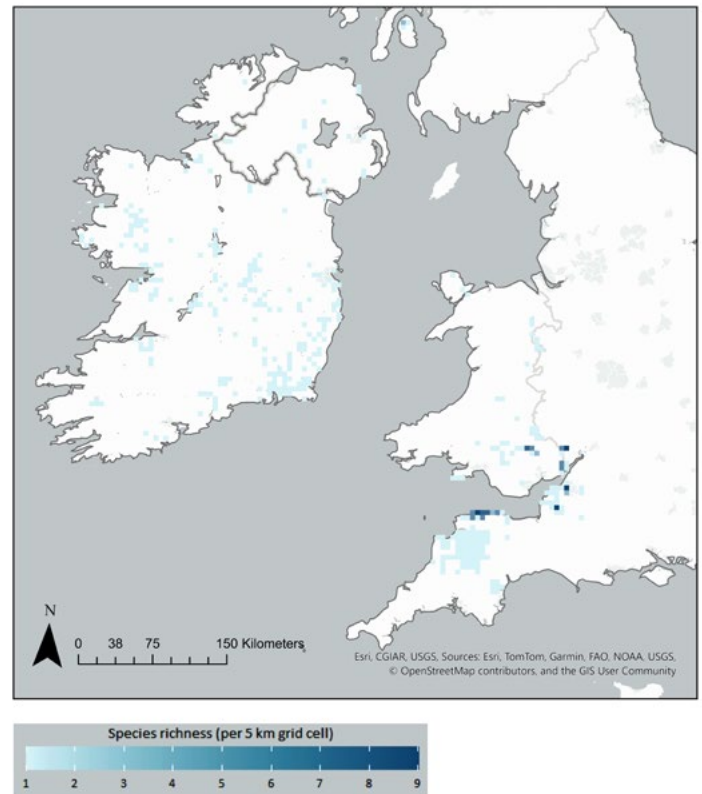 N
0 38 75 150 Kilometers
Esri, CGIAR, USGS, Sources: Esri, TomTom, Garmin, FAO, NOAA, USGS,
© OpenStreetMap contributors, and the GIS User Community
Species richness (per 5 km grid cell)
1 2 3 4 5 6 7 8 9